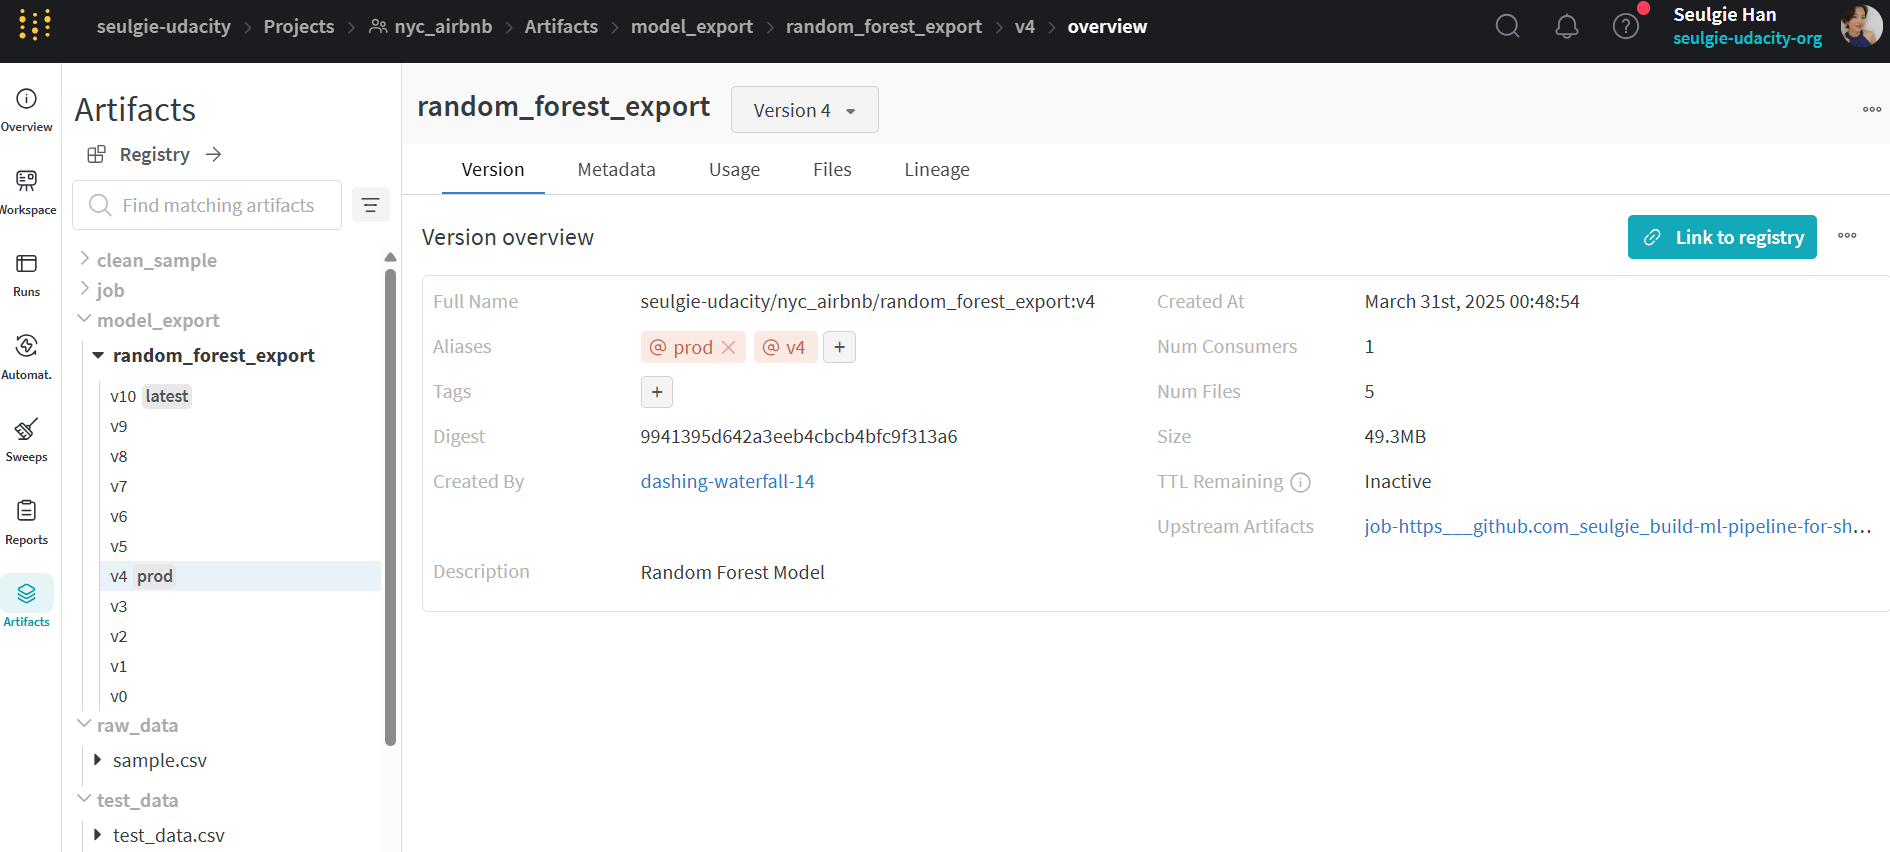 seulgie-udacity > Projects > nyc_airbnb > Artifacts > model_export > random_forest_export > v4 > overview
Seulgie Han
seulgie-udacity-org
Overview
Workspace
Runs
Automat.
Sweeps
Reports
Artifacts
Artifacts
Registry →
Find matching artifacts
clean_sample
job
model_export
random_forest_export
v10 latest
v9
v8
v7
v6
v5
v4 prod
v3
v2
v1
v0
raw_data
sample.csv
test_data
test_data.csv
random_forest_export Version 4
Version Metadata Usage Files Lineage
Version overview
Link to registry
Full Name seulgie-udacity/nyc_airbnb/random_forest_export:v4
Aliases @ prod @ v4 +
Tags +
Digest 9941395d642a3eeb4cbcb4bfc9f313a6
Created By dashing-waterfall-14
Description Random Forest Model
Created At March 31st, 2025 00:48:54
Num Consumers 1
Num Files 5
Size 49.3MB
TTL Remaining Inactive
Upstream Artifacts job-https___github.com_seulgie_build-ml-pipeline-for-sh...